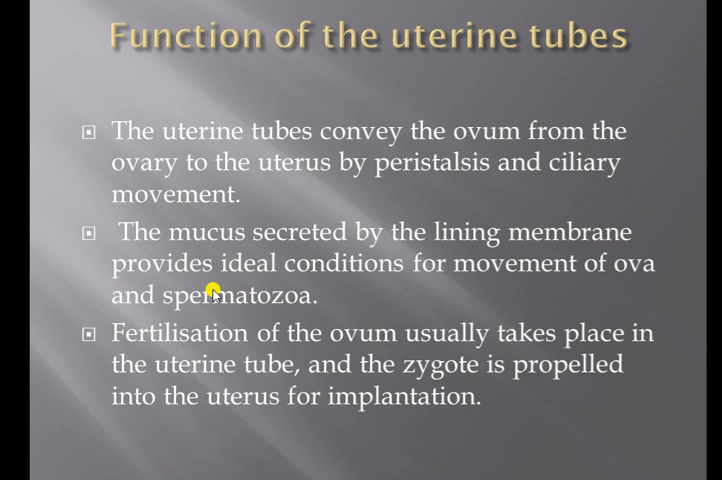 Function of the uterine tubes
The uterine tubes convey the ovum from the
ovary to the uterus by peristalsis and ciliary
movement.
The mucus secreted by the lining membrane
provides ideal conditions for movement of ova
and spermatozoa.
Fertilisation of the ovum usually takes place in
the uterine tube, and the zygote is propelled
into the uterus for implantation.